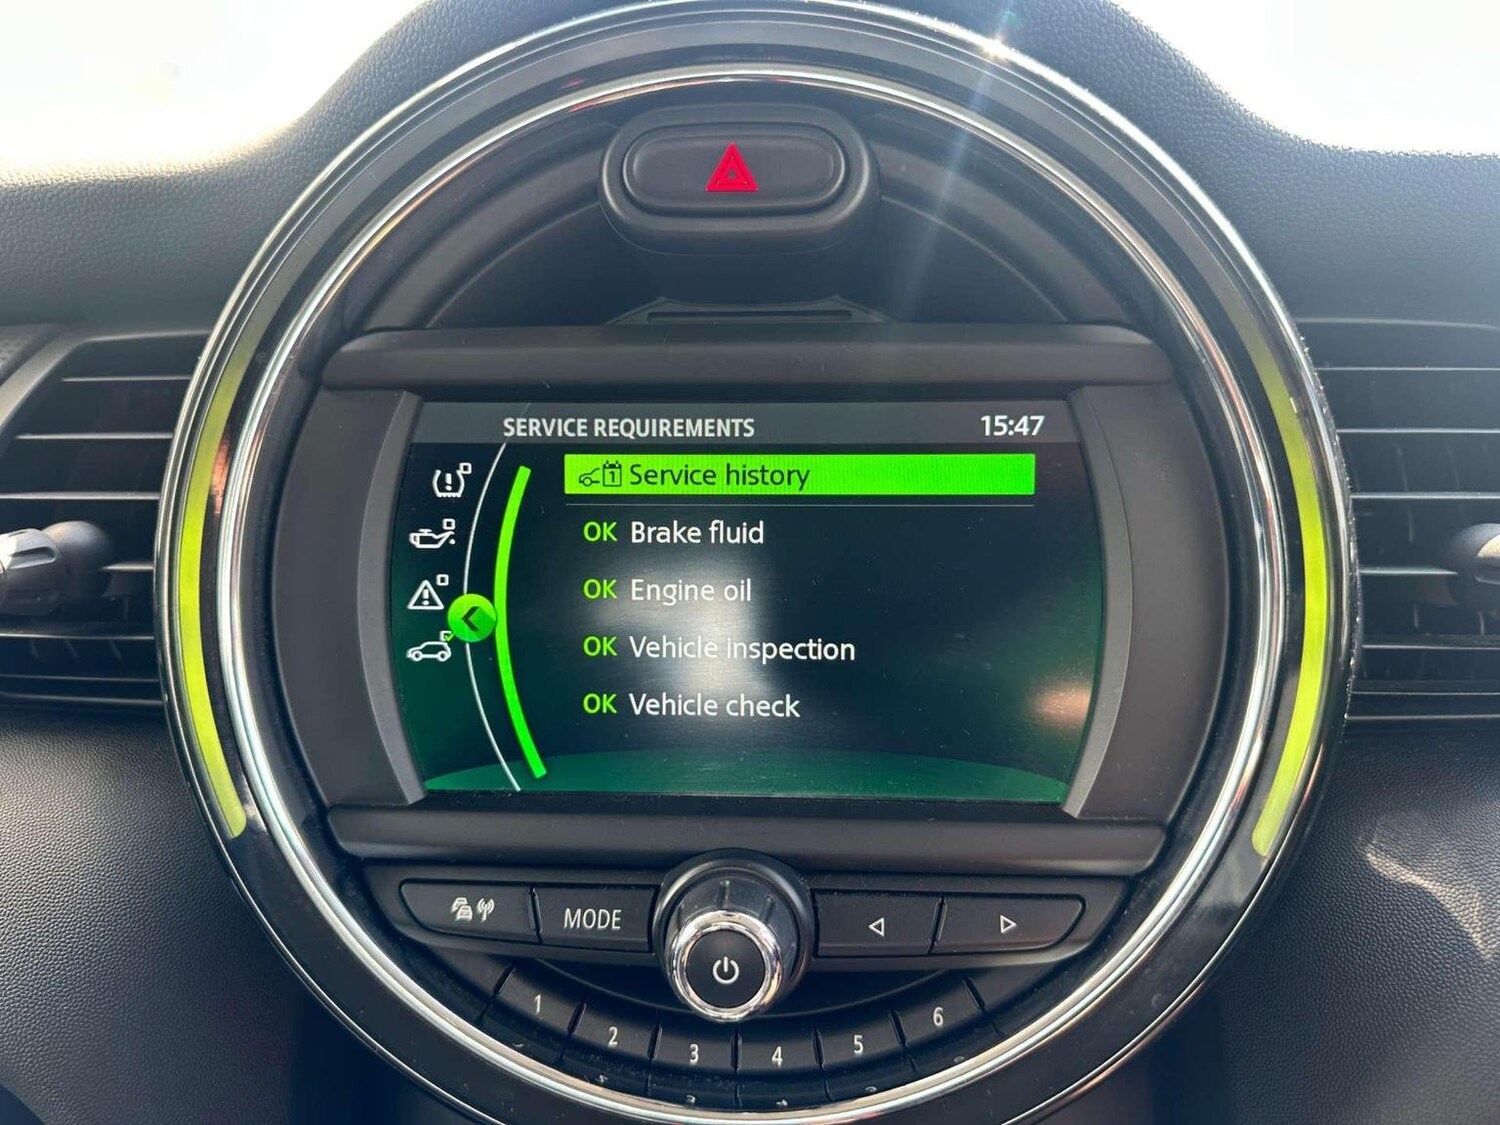 SERVICE REQUIREMENTS 15:47
1 Service history
OK Brake fluid
OK Engine oil
OK Vehicle inspection
OK Vehicle check
MODE
1 2 3 4 5 6